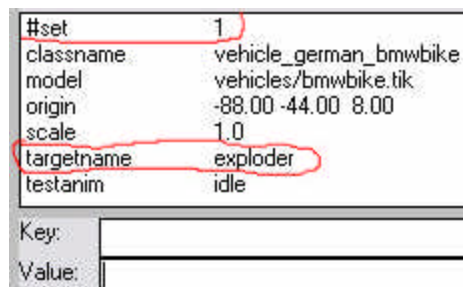 #set 1
classname vehicle_german_bmwbike
model vehicles/bmwbike.tik
origin -88.00 -44.00 8.00
scale 1.0
targetname exploder
testanim idle
Key:
Value: